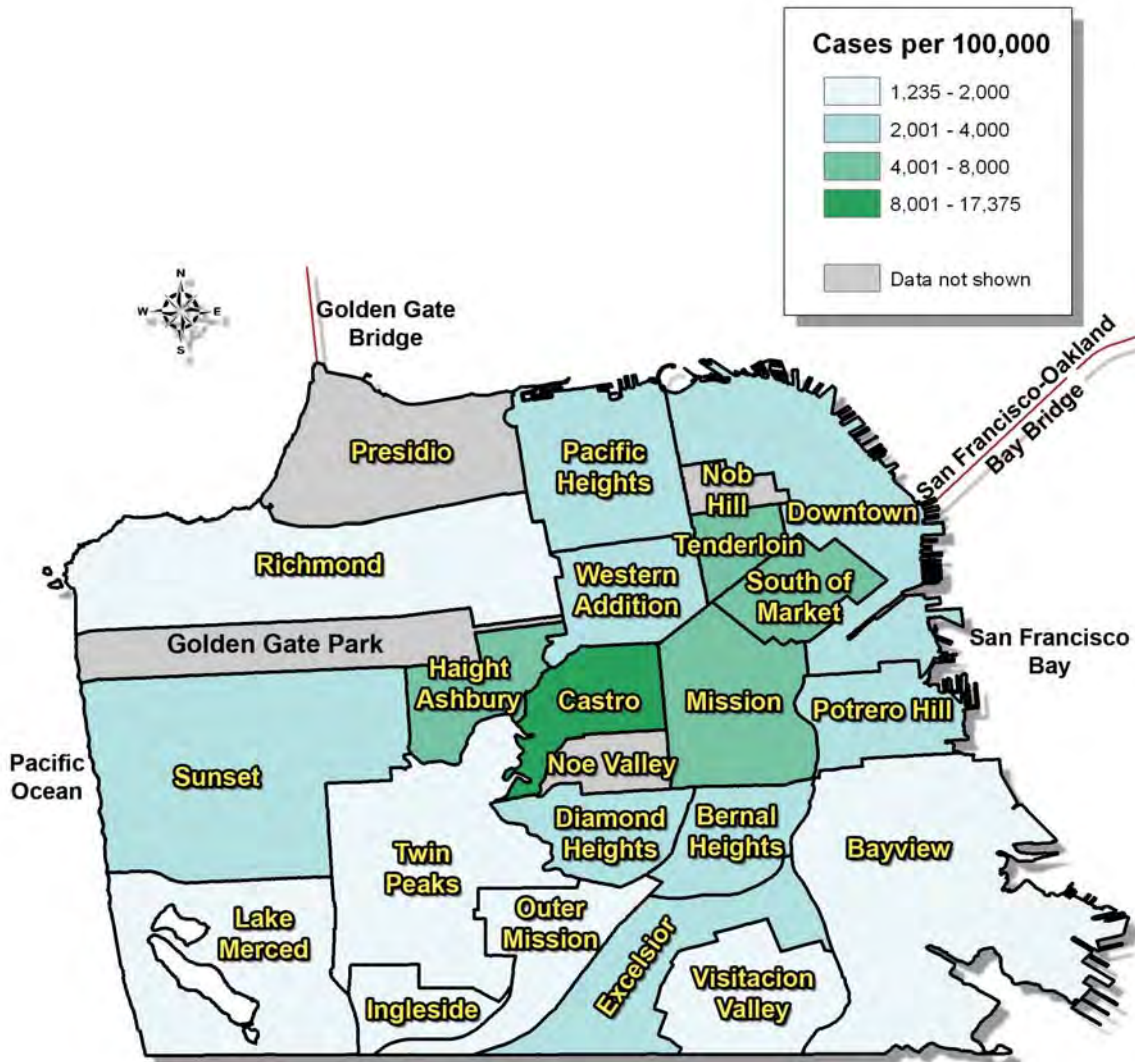 Cases per 100,000
1,235 - 2,000
2,001 - 4,000
4,001 - 8,000
8,001 - 17,375
Data not shown
N
W
E
S
Golden Gate
Bridge
San Francisco-Oakland
Bay Bridge
Presidio
Pacific
Heights
Nob
Hill
Downtown
Tenderloin
Richmond
Western
Addition
South of
Market
Golden Gate Park
San Francisco
Bay
Haight
Ashbury
Castro
Mission
Potrero Hill
Pacific
Ocean
Sunset
Noe Valley
Diamond
Heights
Bernal
Heights
Bayview
Twin
Peaks
Lake
Merced
Outer
Mission
Excelsior
Visitacion
Valley
Ingleside